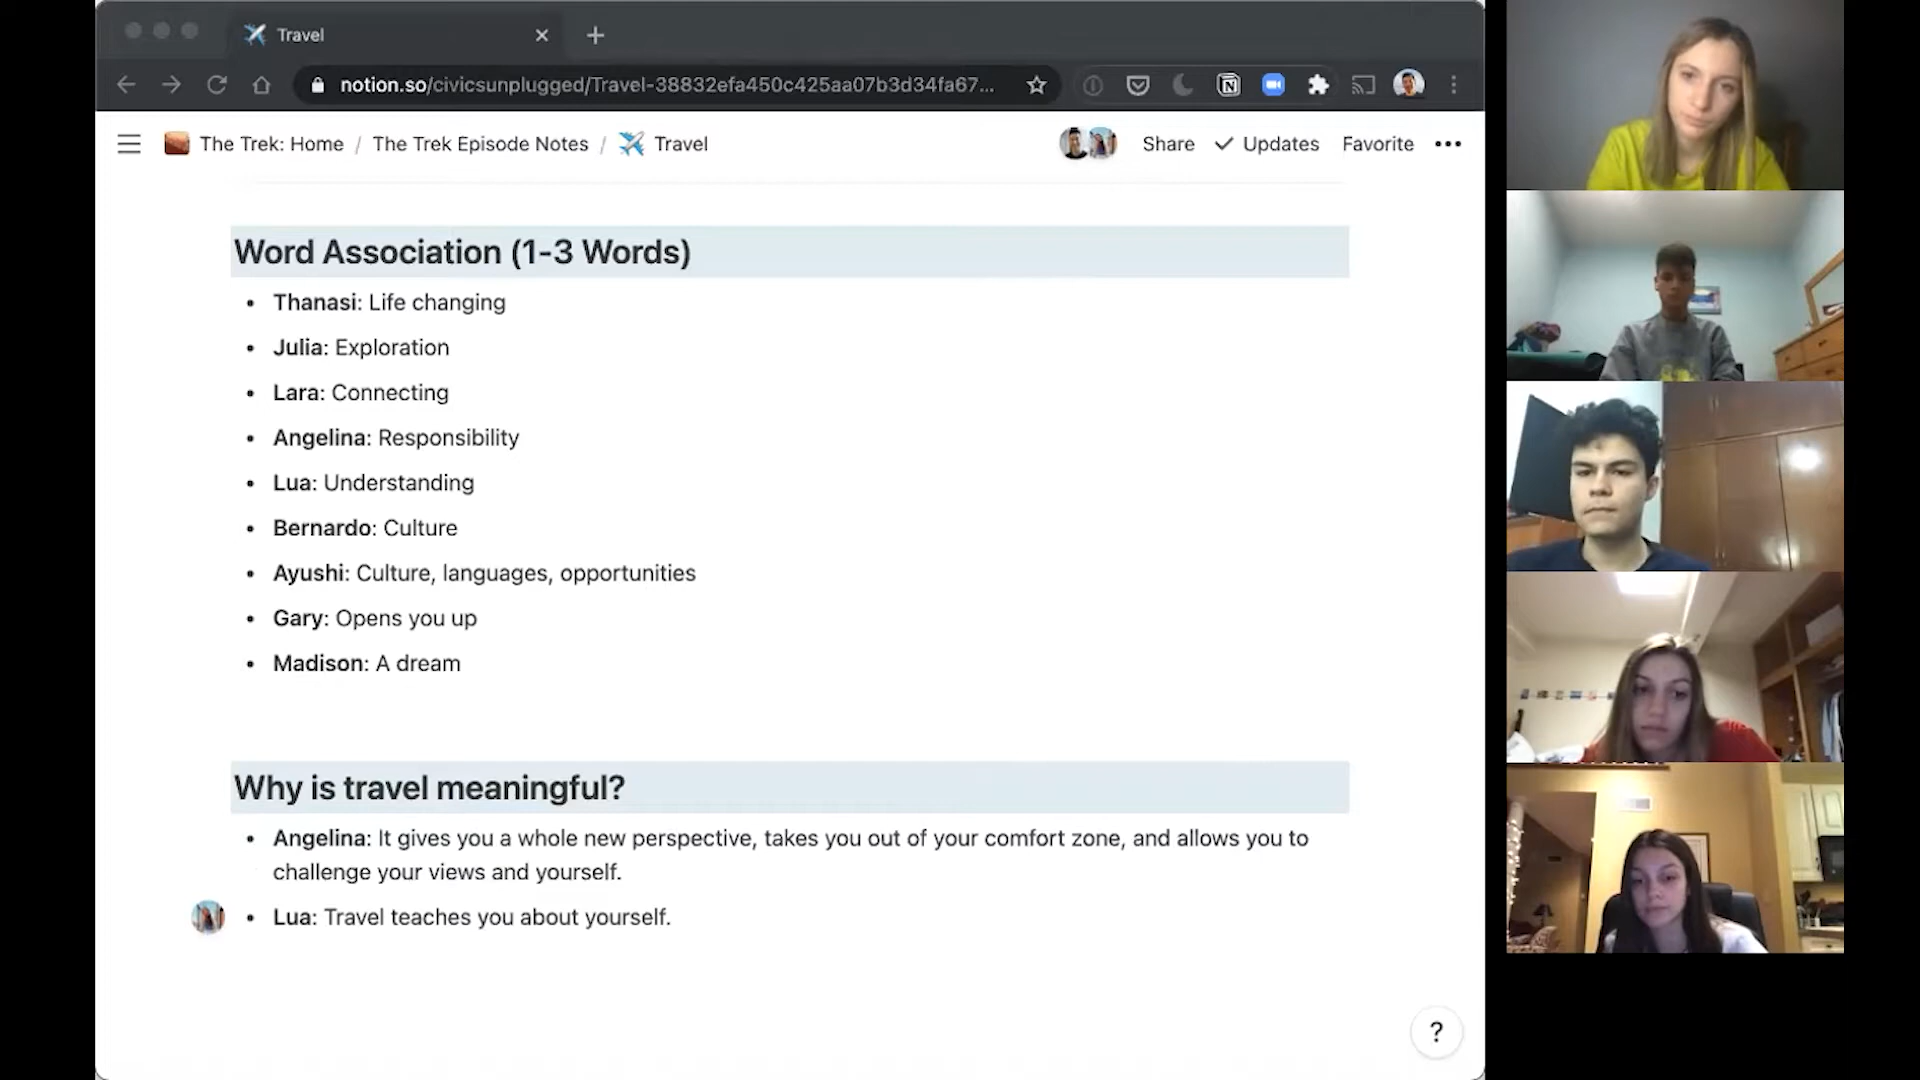 Travel
notion.so/civicsunplugged/Travel-38832efa450c425aa07b3d34fa67...
The Trek: Home / The Trek Episode Notes / Travel
Share Updates Favorite
Word Association (1-3 Words)
• Thanasi: Life changing
• Julia: Exploration
• Lara: Connecting
• Angelina: Responsibility
• Lua: Understanding
• Bernardo: Culture
• Ayushi: Culture, languages, opportunities
• Gary: Opens you up
• Madison: A dream
Why is travel meaningful?
• Angelina: It gives you a whole new perspective, takes you out of your comfort zone, and allows you to
challenge your views and yourself.
• Lua: Travel teaches you about yourself.
?